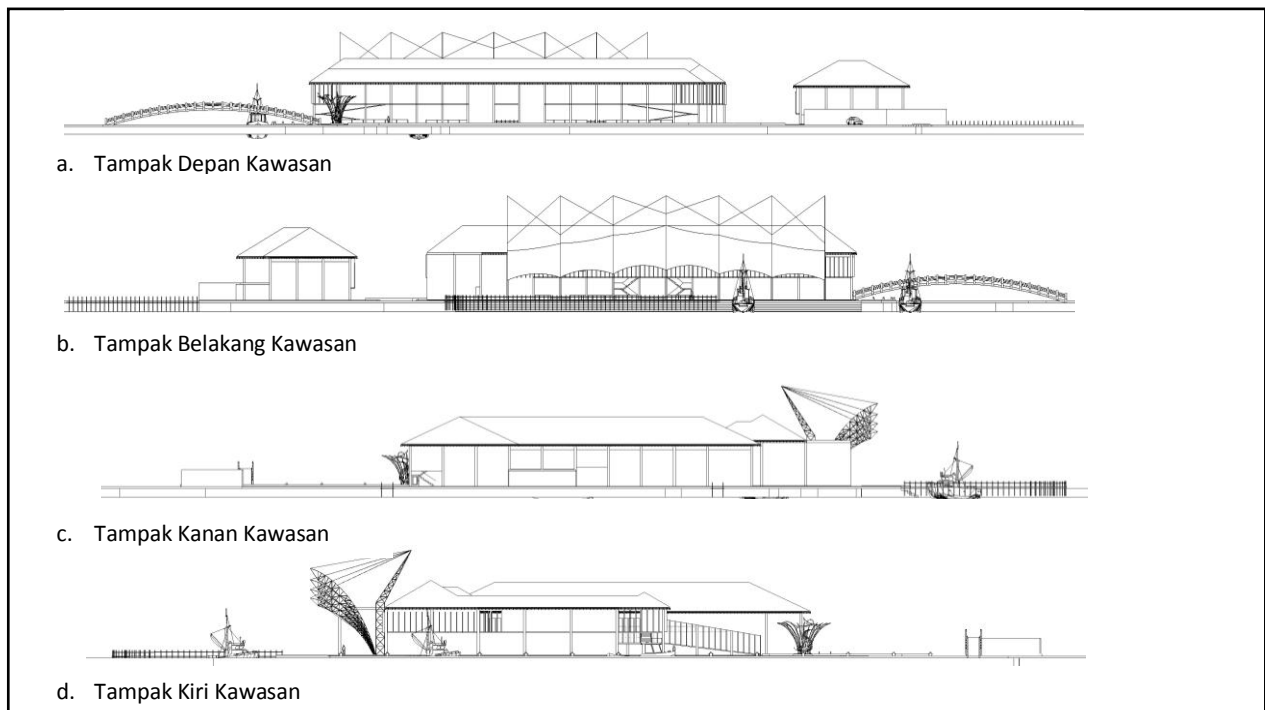 a. Tampak Depan Kawasan
b. Tampak Belakang Kawasan
c. Tampak Kanan Kawasan
d. Tampak Kiri Kawasan